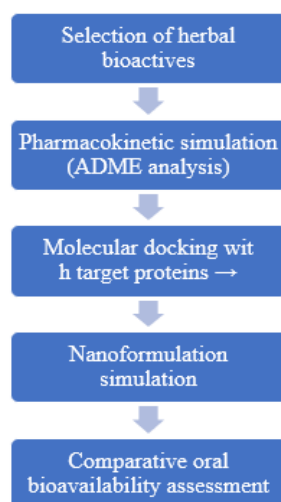 Selection of herbal
bioactives
Pharmacokinetic simulation
(ADME analysis)
Molecular docking wit
h target proteins →
Nanoformulation
simulation
Comparative oral
bioavailability assessment